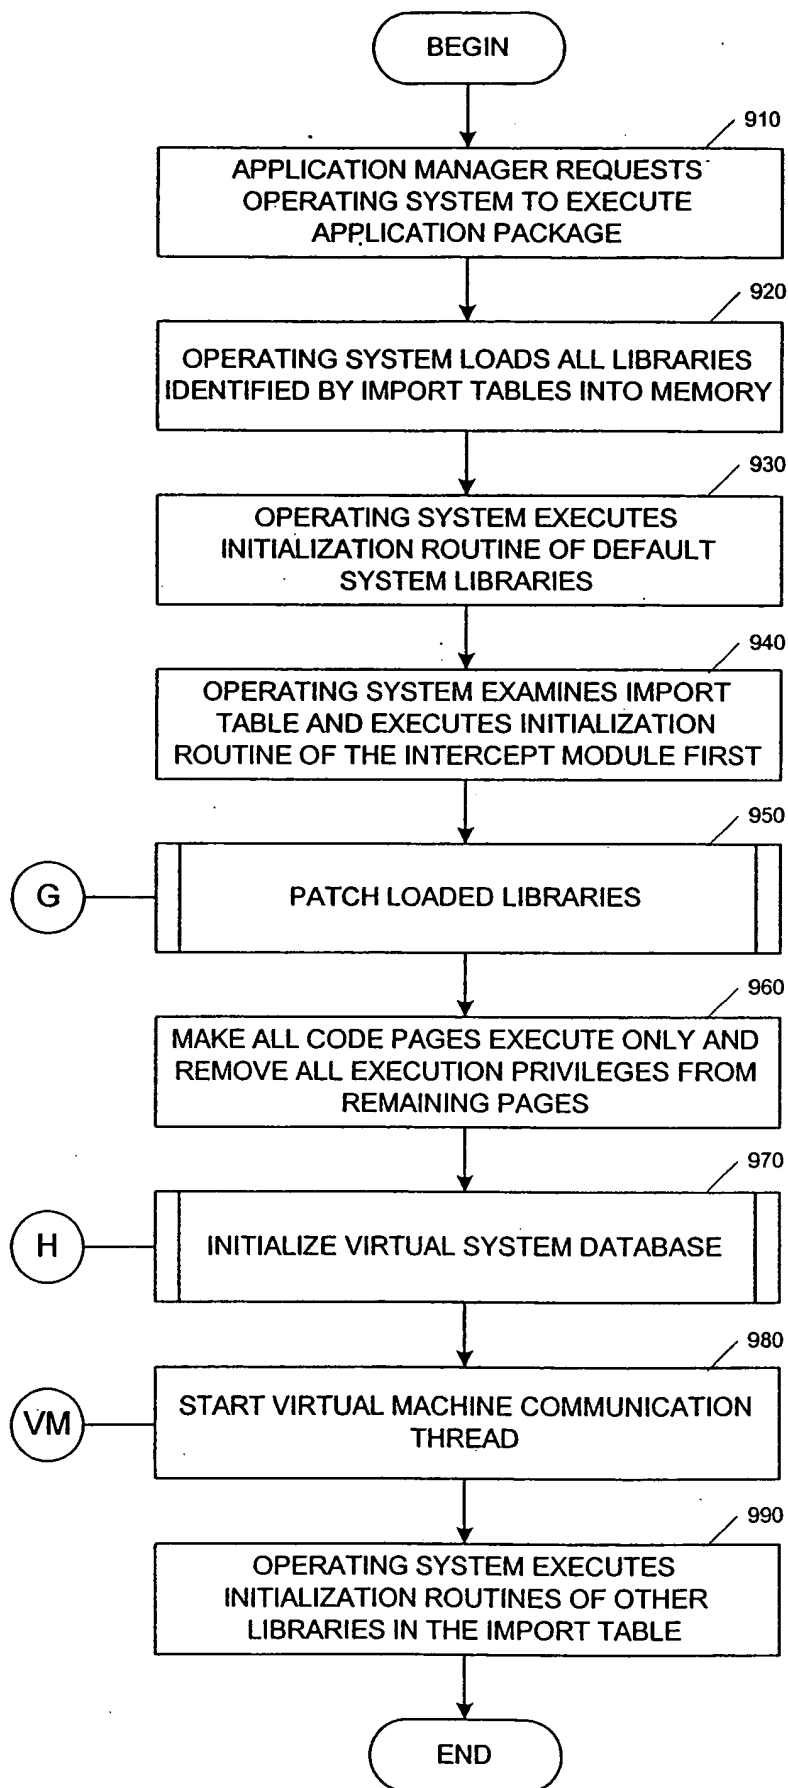 BEGIN
910
APPLICATION MANAGER REQUESTS
OPERATING SYSTEM TO EXECUTE
APPLICATION PACKAGE
920
OPERATING SYSTEM LOADS ALL LIBRARIES
IDENTIFIED BY IMPORT TABLES INTO MEMORY
930
OPERATING SYSTEM EXECUTES
INITIALIZATION ROUTINE OF DEFAULT
SYSTEM LIBRARIES
940
OPERATING SYSTEM EXAMINES IMPORT
TABLE AND EXECUTES INITIALIZATION
ROUTINE OF THE INTERCEPT MODULE FIRST
950
G
PATCH LOADED LIBRARIES
960
MAKE ALL CODE PAGES EXECUTE ONLY AND
REMOVE ALL EXECUTION PRIVILEGES FROM
REMAINING PAGES
970
H
INITIALIZE VIRTUAL SYSTEM DATABASE
980
VM
START VIRTUAL MACHINE COMMUNICATION
THREAD
990
OPERATING SYSTEM EXECUTES
INITIALIZATION ROUTINES OF OTHER
LIBRARIES IN THE IMPORT TABLE
END